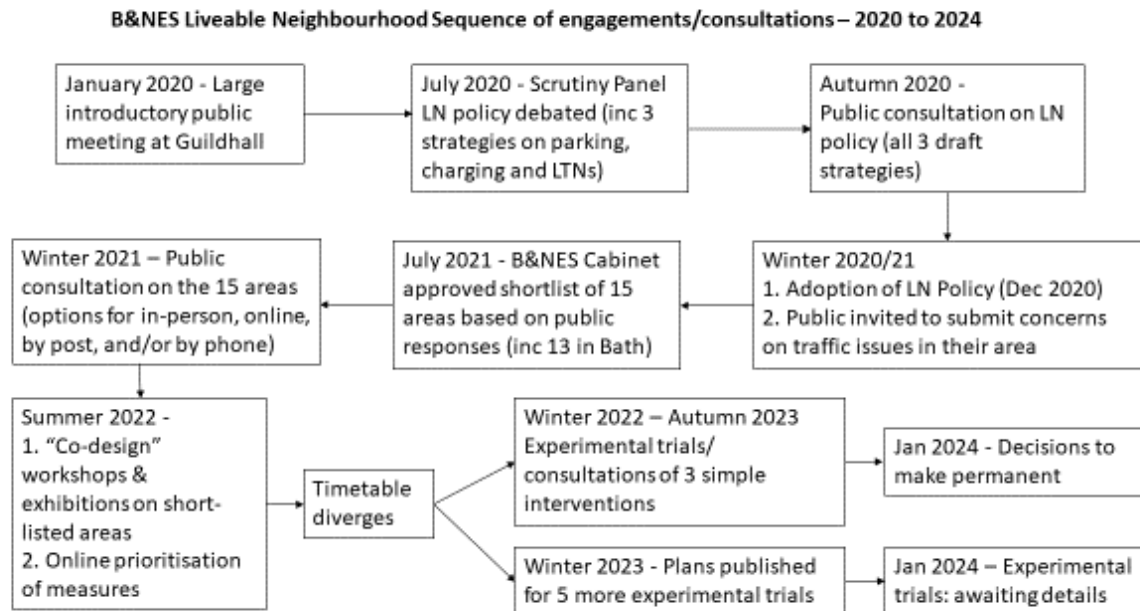 B&NES Liveable Neighbourhood Sequence of engagements/consultations – 2020 to 2024
January 2020 - Large
introductory public
meeting at Guildhall
July 2020 - Scrutiny Panel
LN policy debated (inc 3
strategies on parking,
charging and LTNs)
Autumn 2020 -
Public consultation on LN
policy (all 3 draft
strategies)
Winter 2020/21
1. Adoption of LN Policy (Dec 2020)
2. Public invited to submit concerns
on traffic issues in their area
July 2021 - B&NES Cabinet
approved shortlist of 15
areas based on public
responses (inc 13 in Bath)
Winter 2021 – Public
consultation on the 15 areas
(options for in-person, online,
by post, and/or by phone)
Summer 2022 -
1. “Co-design”
workshops &
exhibitions on short-
listed areas
2. Online prioritisation
of measures
Timetable
diverges
Winter 2022 – Autumn 2023
Experimental trials/
consultations of 3 simple
interventions
Jan 2024 - Decisions to
make permanent
Winter 2023 - Plans published
for 5 more experimental trials
Jan 2024 – Experimental
trials: awaiting details